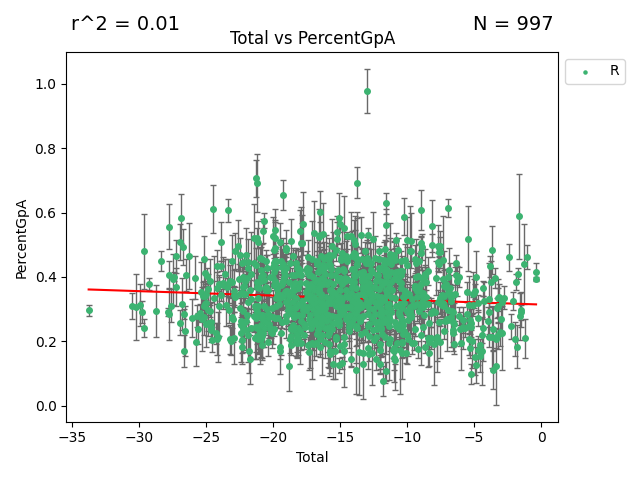 r^2 = 0.01
N = 997
Total vs PercentGpA
R
1.0
0.8
0.6
0.4
0.2
0.0
PercentGpA
−35
−30
−25
−20
−15
−10
−5
0
Total